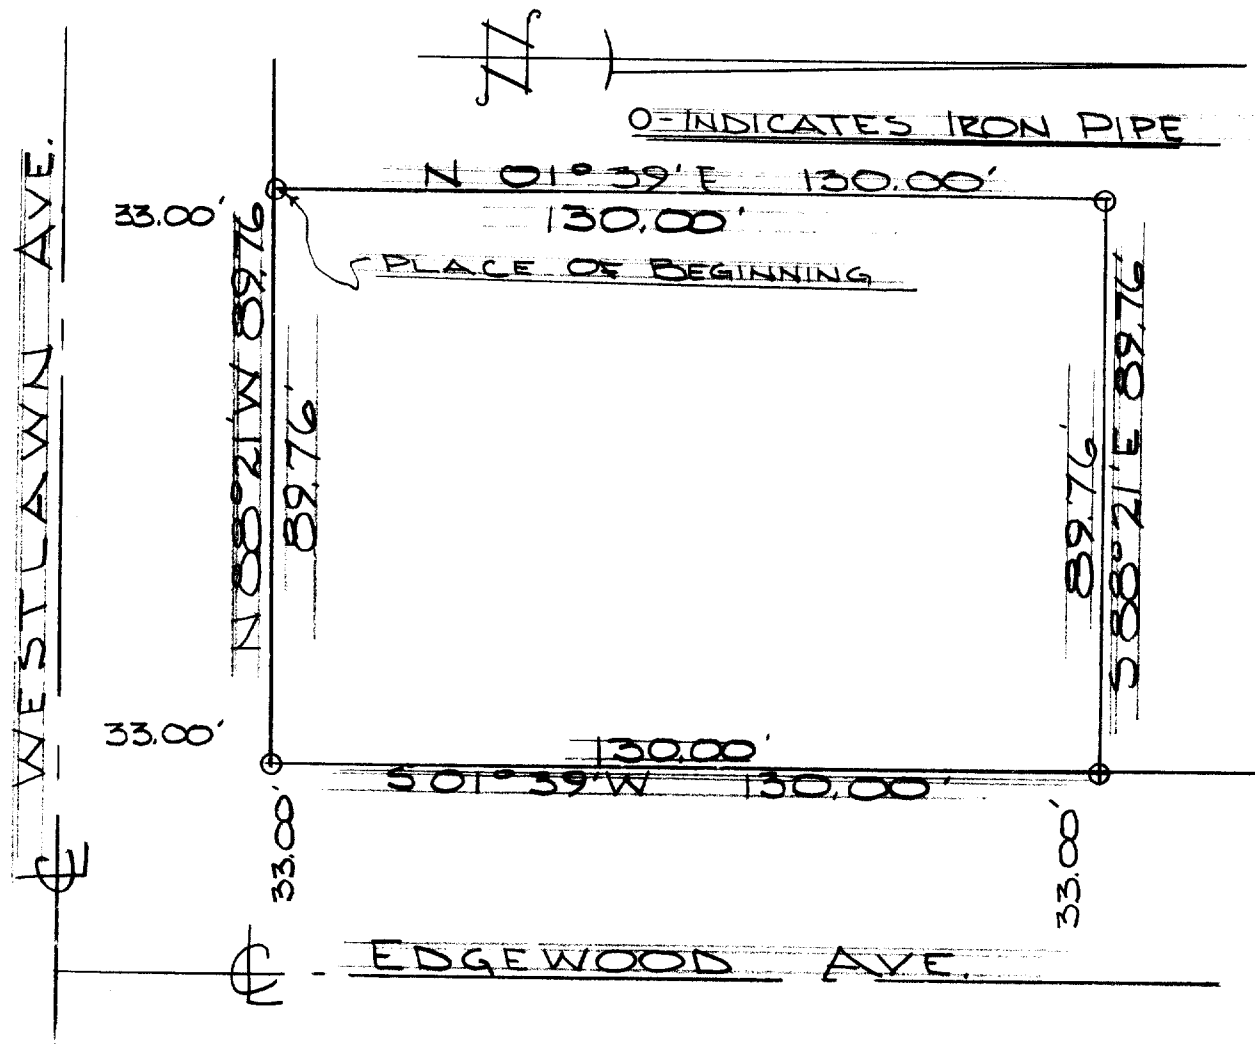 N
O-INDICATES IRON PIPE
N 01°39'E 130.00'
33.00'
130.00'
PLACE OF BEGINNING
WESTLAWN AVE.
N 88°21'W 89.76
89.76'
89.76'
S 88°21'E 89.76'
33.00'
130.00'
S 01°39'W 130.00'
33.00'
33.00'
℄
℄ - EDGEWOOD AVE.